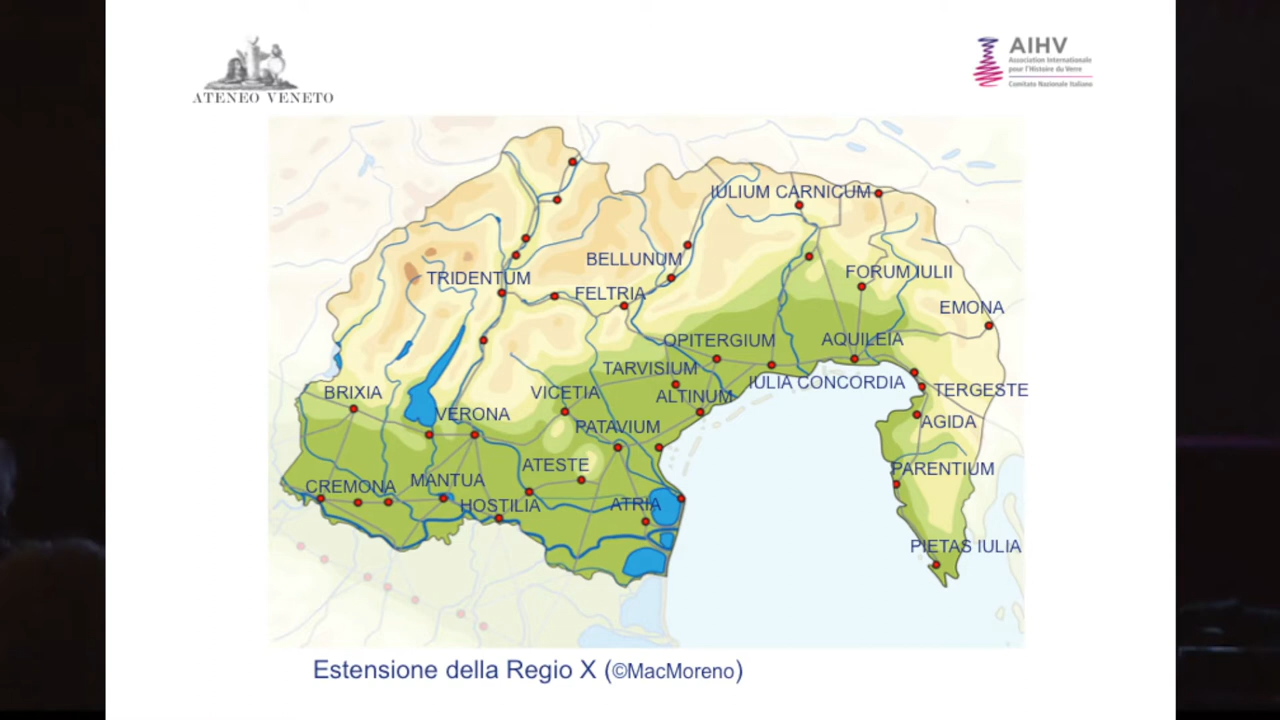 ATENEO VENETO
AIHV
Association Internationale
pour l'Histoire du Verre
Comitato Nazionale Italiano
IULIUM CARNICUM
BELLUNUM
FORUM IULII
TRIDENTUM
FELTRIA
EMONA
OPITERGIUM
AQUILEIA
TARVISIUM
IULIA CONCORDIA
BRIXIA
VICETIA
ALTINUM
TERGESTE
VERONA
PATAVIUM
AGIDA
ATESTE
PARENTIUM
CREMONA
MANTUA
HOSTILIA
ATRIA
PIETAS IULIA
Estensione della Regio X (©MacMoreno)